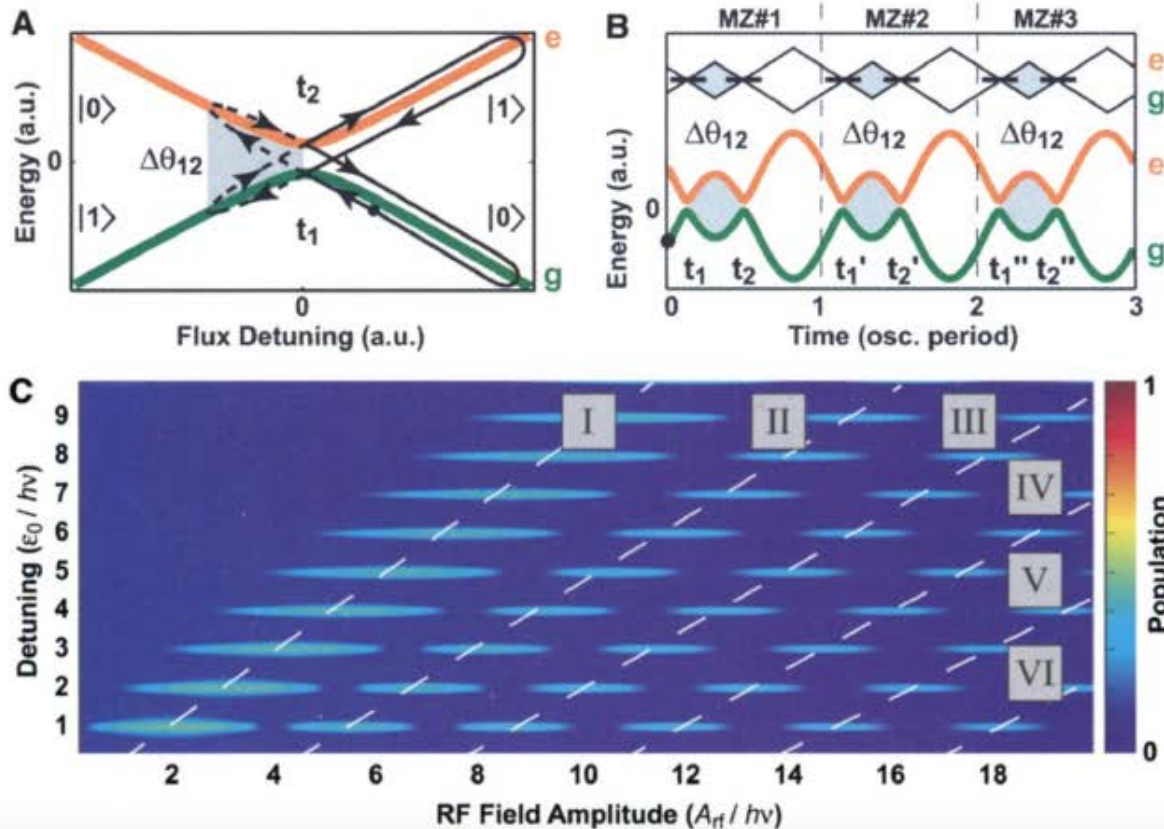 A
e
t₂
|0⟩
|1⟩
Δθ₁₂
0
|1⟩
|0⟩
t₁
g
0
Energy (a.u.)
Flux Detuning (a.u.)
B
MZ#1
MZ#2
MZ#3
e
g
Δθ₁₂
Δθ₁₂
Δθ₁₂
e
0
g
t₁ t₂
t₁' t₂'
t₁'' t₂''
0 1 2 3
Energy (a.u.)
Time (osc. period)
C
9
8
7
6
5
4
3
2
1
Detuning (ε₀ / hν)
I
II
III
IV
V
VI
2 4 6 8 10 12 14 16 18
RF Field Amplitude (Aᵣf / hν)
1
0
Population